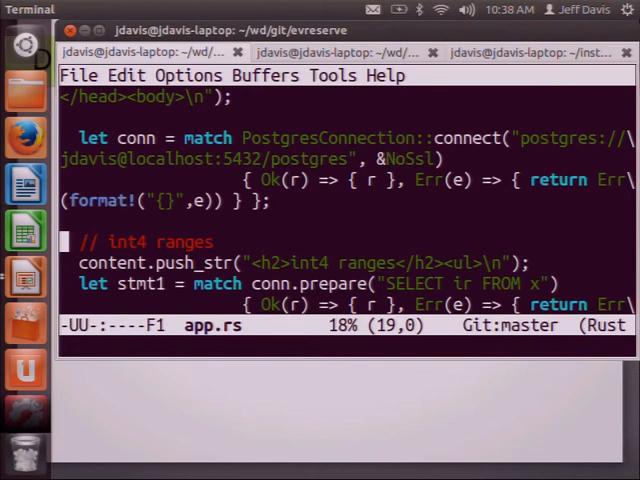 Terminal
10:38 AM
Jeff Davis
jdavis@jdavis-laptop: ~/wd/git/evreserve
jdavis@jdavis-laptop: ~/wd/...
jdavis@jdavis-laptop: ~/wd/...
jdavis@jdavis-laptop: ~/inst...
File Edit Options Buffers Tools Help
</head><body>\n");
let conn = match PostgresConnection::connect("postgres://\
jdavis@localhost:5432/postgres", &NoSsl)
{ Ok(r) => { r }, Err(e) => { return Err\
(format!("{}",e)) } };
// int4 ranges
content.push_str("<h2>int4 ranges</h2><ul>\n");
let stmt1 = match conn.prepare("SELECT ir FROM x")
{ Ok(r) => { r }, Err(e) => { return Err\
-UU-:----F1 app.rs 18% (19,0) Git:master (Rust